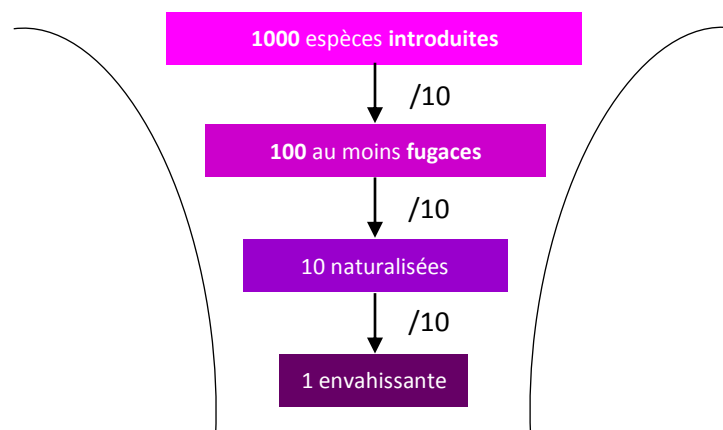 1000 espèces introduites
/10
100 au moins fugaces
/10
10 naturalisées
/10
1 envahissante